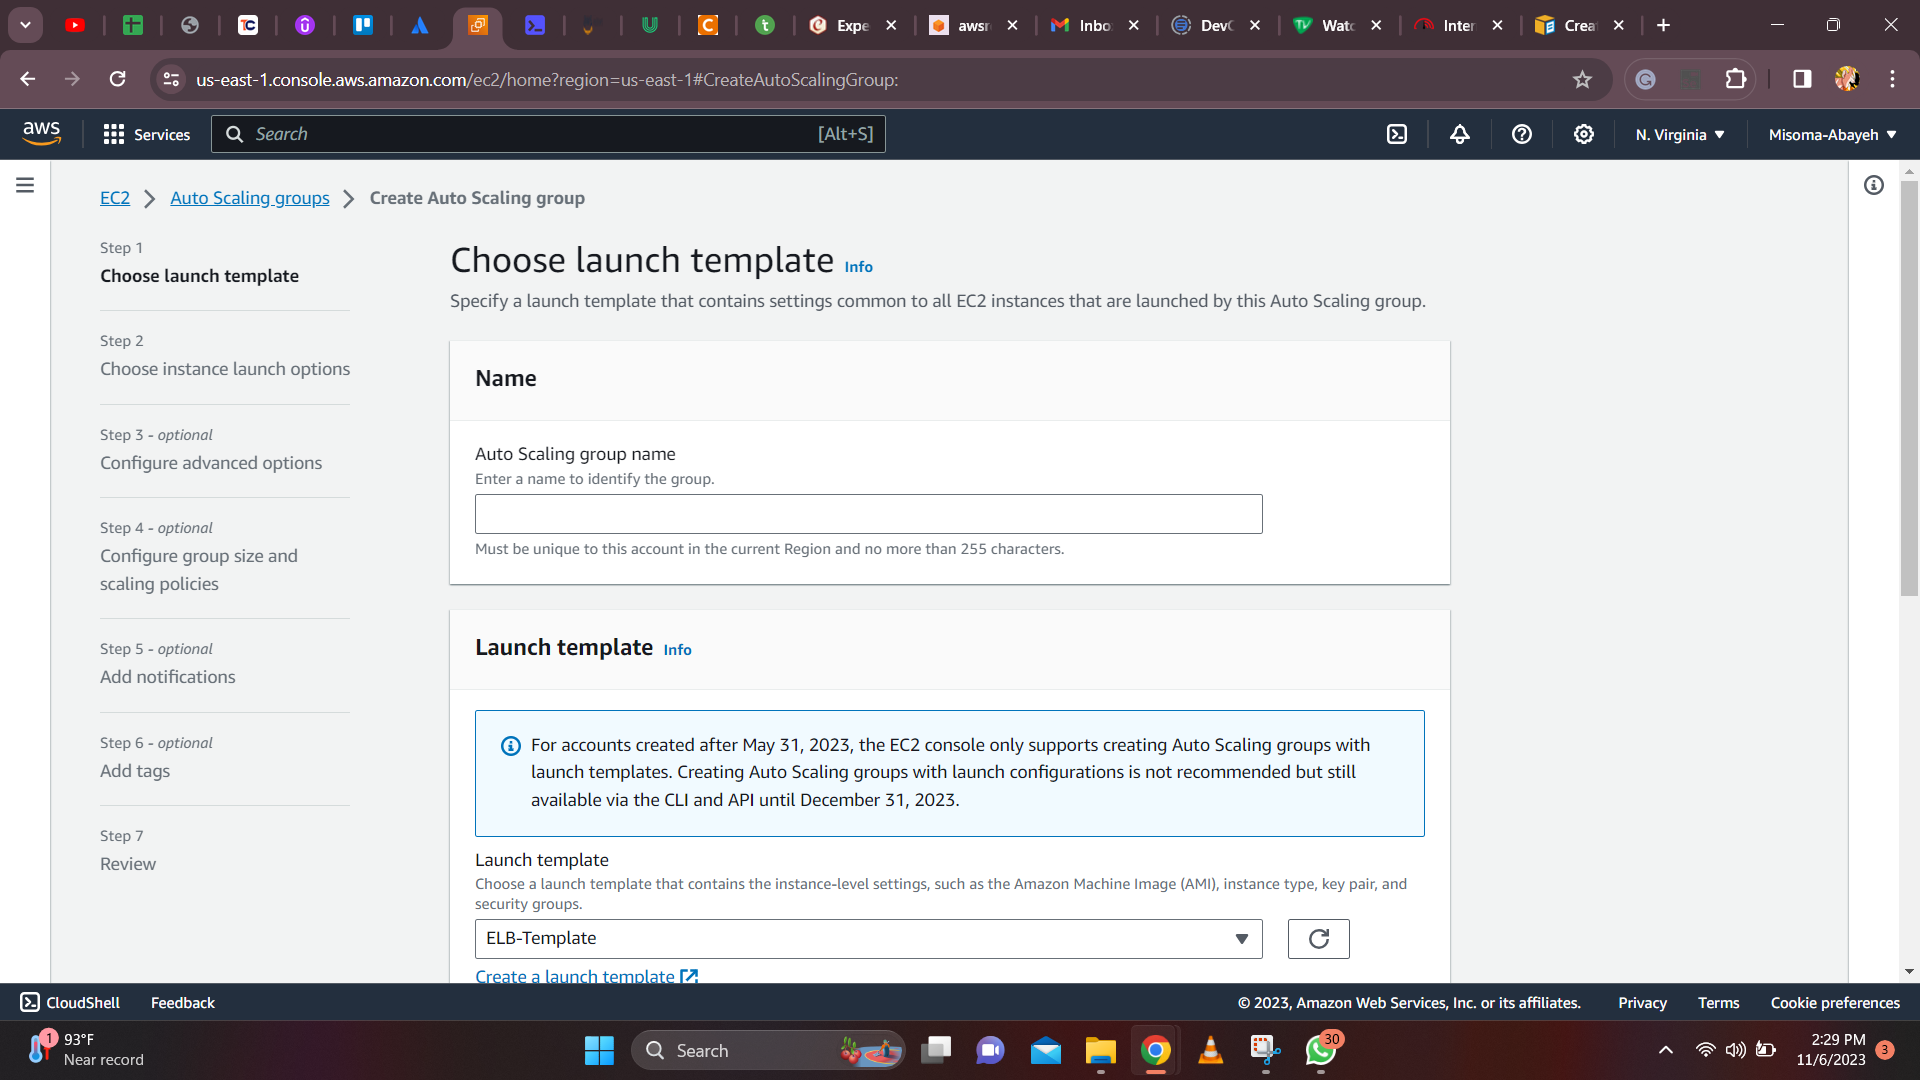 Expe
awsr
Inbo
DevC
Watc
Inter
Crea
us-east-1.console.aws.amazon.com/ec2/home?region=us-east-1#CreateAutoScalingGroup:
aws
Services
Search
[Alt+S]
N. Virginia
Misoma-Abayeh
EC2
Auto Scaling groups
Create Auto Scaling group
Step 1
Choose launch template
Step 2
Choose instance launch options
Step 3 - optional
Configure advanced options
Step 4 - optional
Configure group size and
scaling policies
Step 5 - optional
Add notifications
Step 6 - optional
Add tags
Step 7
Review
Choose launch template Info
Specify a launch template that contains settings common to all EC2 instances that are launched by this Auto Scaling group.
Name
Auto Scaling group name
Enter a name to identify the group.
Must be unique to this account in the current Region and no more than 255 characters.
Launch template Info
For accounts created after May 31, 2023, the EC2 console only supports creating Auto Scaling groups with
launch templates. Creating Auto Scaling groups with launch configurations is not recommended but still
available via the CLI and API until December 31, 2023.
Launch template
Choose a launch template that contains the instance-level settings, such as the Amazon Machine Image (AMI), instance type, key pair, and
security groups.
ELB-Template
Create a launch template
CloudShell
Feedback
© 2023, Amazon Web Services, Inc. or its affiliates.
Privacy
Terms
Cookie preferences
1
93°F
Near record
Search
30
2:29 PM
11/6/2023
3